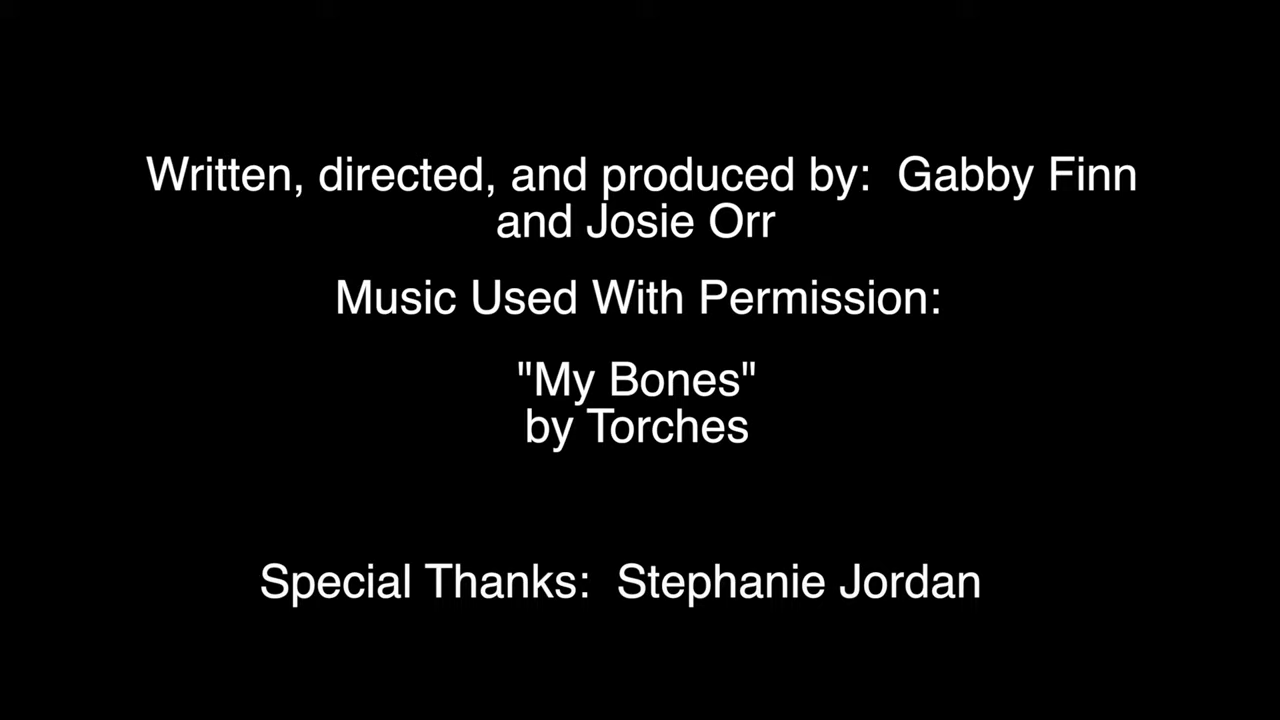 Written, directed, and produced by:  Gabby Finn
and Josie Orr
Music Used With Permission:
"My Bones"
by Torches
Special Thanks:  Stephanie Jordan